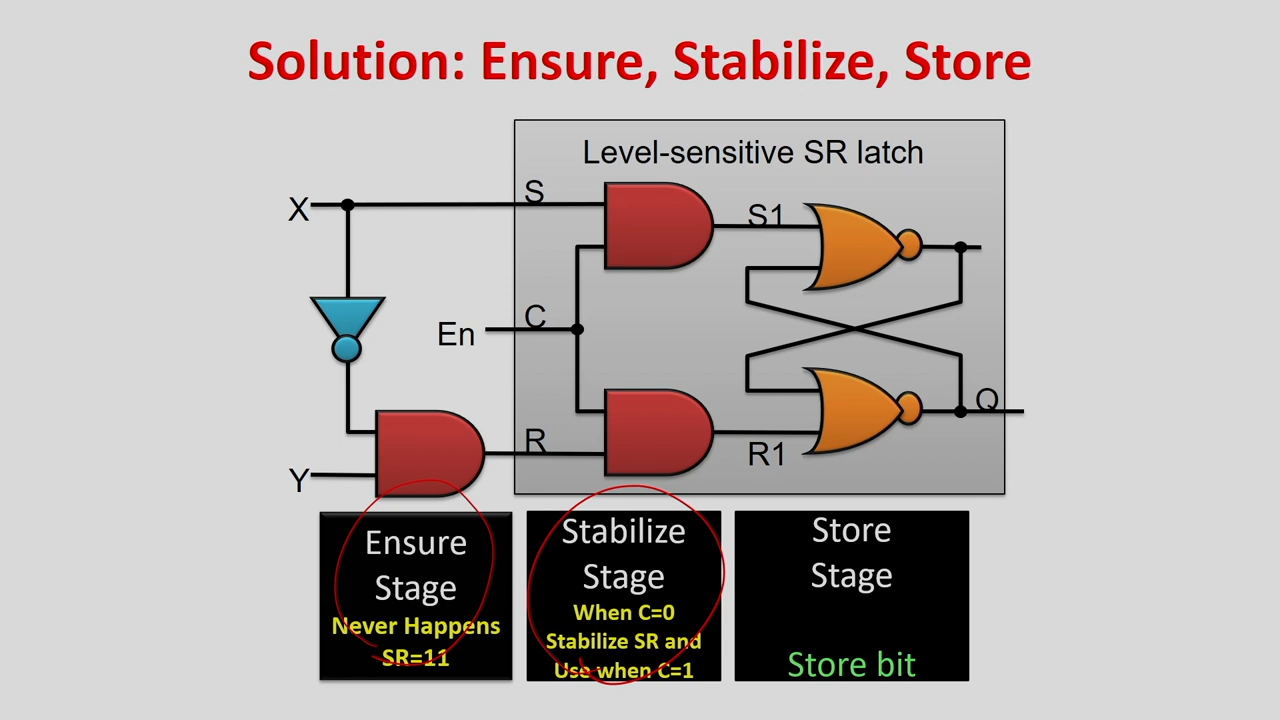 Solution: Ensure, Stabilize, Store
Level-sensitive SR latch
X
S
S1
En
C
Q
Y
R
R1
Ensure
Stage
Never Happens
SR=11
Stabilize
Stage
When C=0
Stabilize SR and
Use when C=1
Store
Stage
Store bit